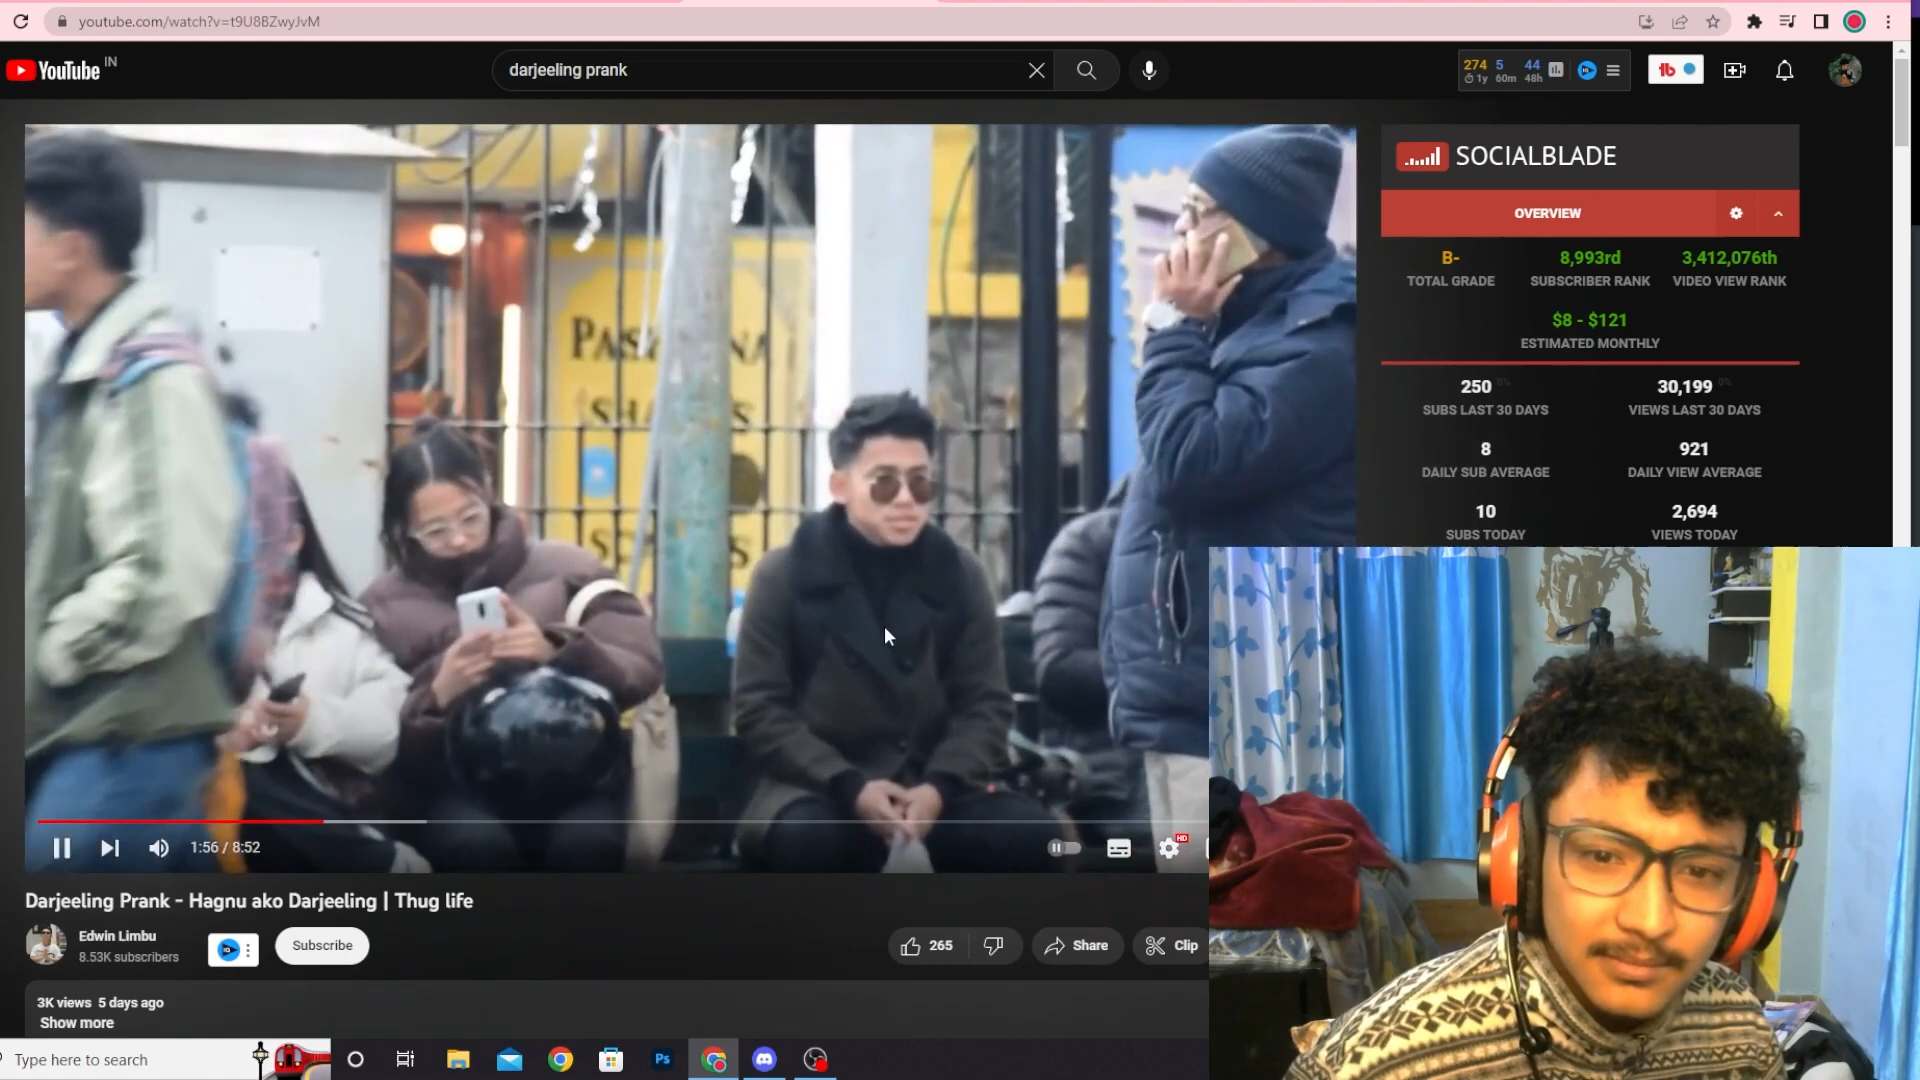 youtube.com/watch?v=t9U8BZwyJvM
YouTube IN
darjeeling prank
274 5 44
1y 60m 48h
SOCIALBLADE
OVERVIEW
B- 8,993rd 3,412,076th
TOTAL GRADE SUBSCRIBER RANK VIDEO VIEW RANK
$8 - $121
ESTIMATED MONTHLY
250 30,199
SUBS LAST 30 DAYS VIEWS LAST 30 DAYS
8 921
DAILY SUB AVERAGE DAILY VIEW AVERAGE
10 2,694
SUBS TODAY VIEWS TODAY
1:56 / 8:52
HD
Darjeeling Prank - Hagnu ako Darjeeling | Thug life
Edwin Limbu
8.53K subscribers
Subscribe
265
Share
Clip
3K views 5 days ago
Show more
Type here to search
Ps